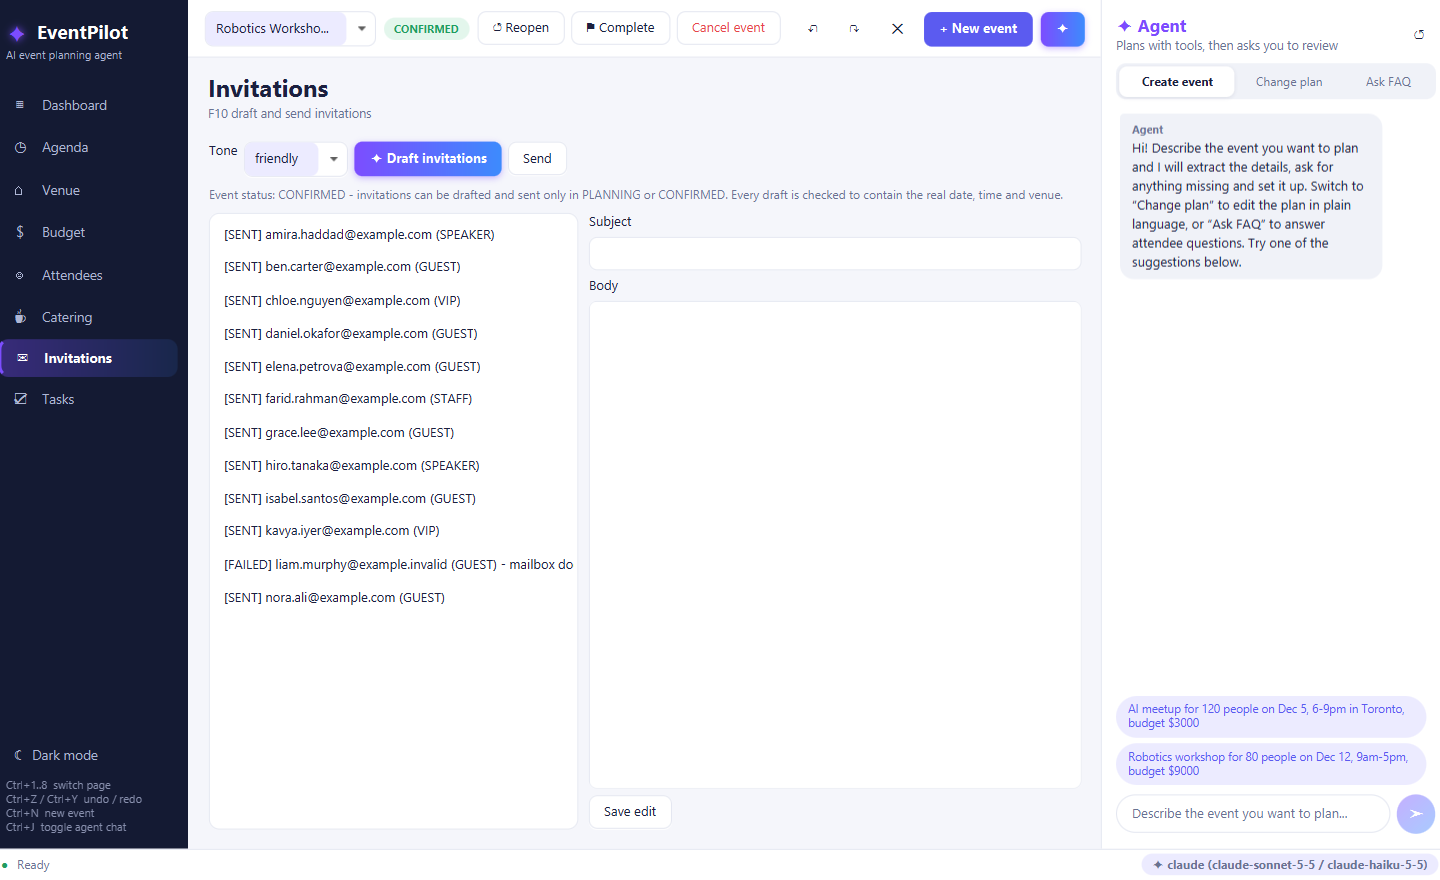 EventPilot
AI event planning agent
Dashboard
Agenda
Venue
$ Budget
Attendees
Catering
Invitations
Tasks
Dark mode
Ctrl+1..8 switch page
Ctrl+Z / Ctrl+Y undo / redo
Ctrl+N new event
Ctrl+J toggle agent chat
Robotics Worksho...
CONFIRMED
Reopen
Complete
Cancel event
+ New event
Invitations
F10 draft and send invitations
Tone
friendly
Draft invitations
Send
Event status: CONFIRMED - invitations can be drafted and sent only in PLANNING or CONFIRMED. Every draft is checked to contain the real date, time and venue.
[SENT] amira.haddad@example.com (SPEAKER)
[SENT] ben.carter@example.com (GUEST)
[SENT] chloe.nguyen@example.com (VIP)
[SENT] daniel.okafor@example.com (GUEST)
[SENT] elena.petrova@example.com (GUEST)
[SENT] farid.rahman@example.com (STAFF)
[SENT] grace.lee@example.com (GUEST)
[SENT] hiro.tanaka@example.com (SPEAKER)
[SENT] isabel.santos@example.com (GUEST)
[SENT] kavya.iyer@example.com (VIP)
[FAILED] liam.murphy@example.invalid (GUEST) - mailbox do
[SENT] nora.ali@example.com (GUEST)
Subject
Body
Save edit
Agent
Plans with tools, then asks you to review
Create event
Change plan
Ask FAQ
Agent
Hi! Describe the event you want to plan
and I will extract the details, ask for
anything missing and set it up. Switch to
“Change plan” to edit the plan in plain
language, or “Ask FAQ” to answer
attendee questions. Try one of the
suggestions below.
AI meetup for 120 people on Dec 5, 6-9pm in Toronto,
budget $3000
Robotics workshop for 80 people on Dec 12, 9am-5pm,
budget $9000
Describe the event you want to plan...
Ready
claude (claude-sonnet-5-5 / claude-haiku-5-5)